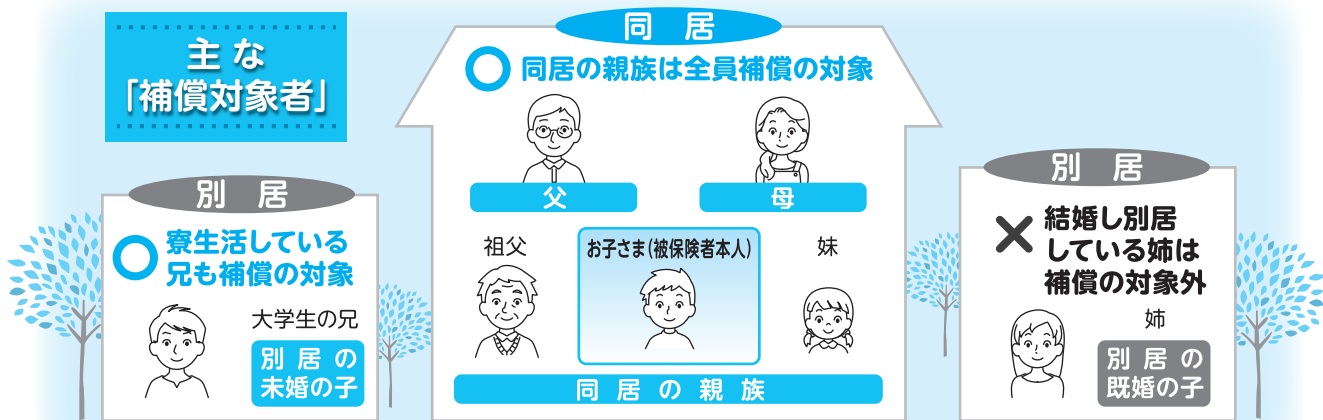 主な
「補償対象者」
同居
同居の親族は全員補償の対象
父
母
祖父
お子さま(被保険者本人)
妹
同居の親族
別居
寮生活している
兄も補償の対象
大学生の兄
別居の
未婚の子
別居
結婚し別居
している姉は
補償の対象外
姉
別居の
既婚の子